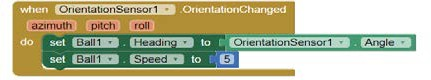 when OrientationSensor1 .OrientationChanged
azimuth pitch roll
do set Ball1 . Heading to OrientationSensor1 . Angle
set Ball1 . Speed to 5